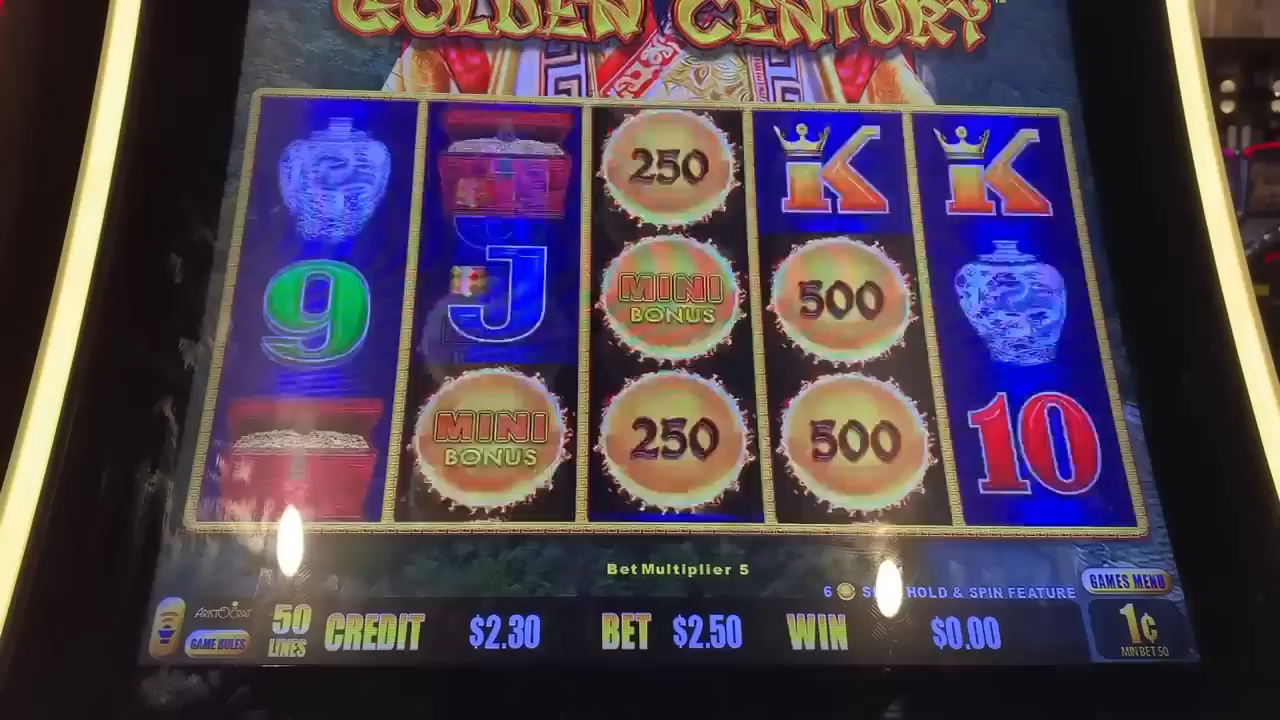 GOLDEN CENTURY
250
K
K
9
J
MINI
BONUS
500
MINI
BONUS
250
500
10
Bet Multiplier 5
6
HOLD & SPIN FEATURE
GAMES MENU
ARISTOCRAT
GAME RULES
50
LINES
CREDIT $2.30
BET $2.50
WIN $0.00
1¢
MIN BET 50